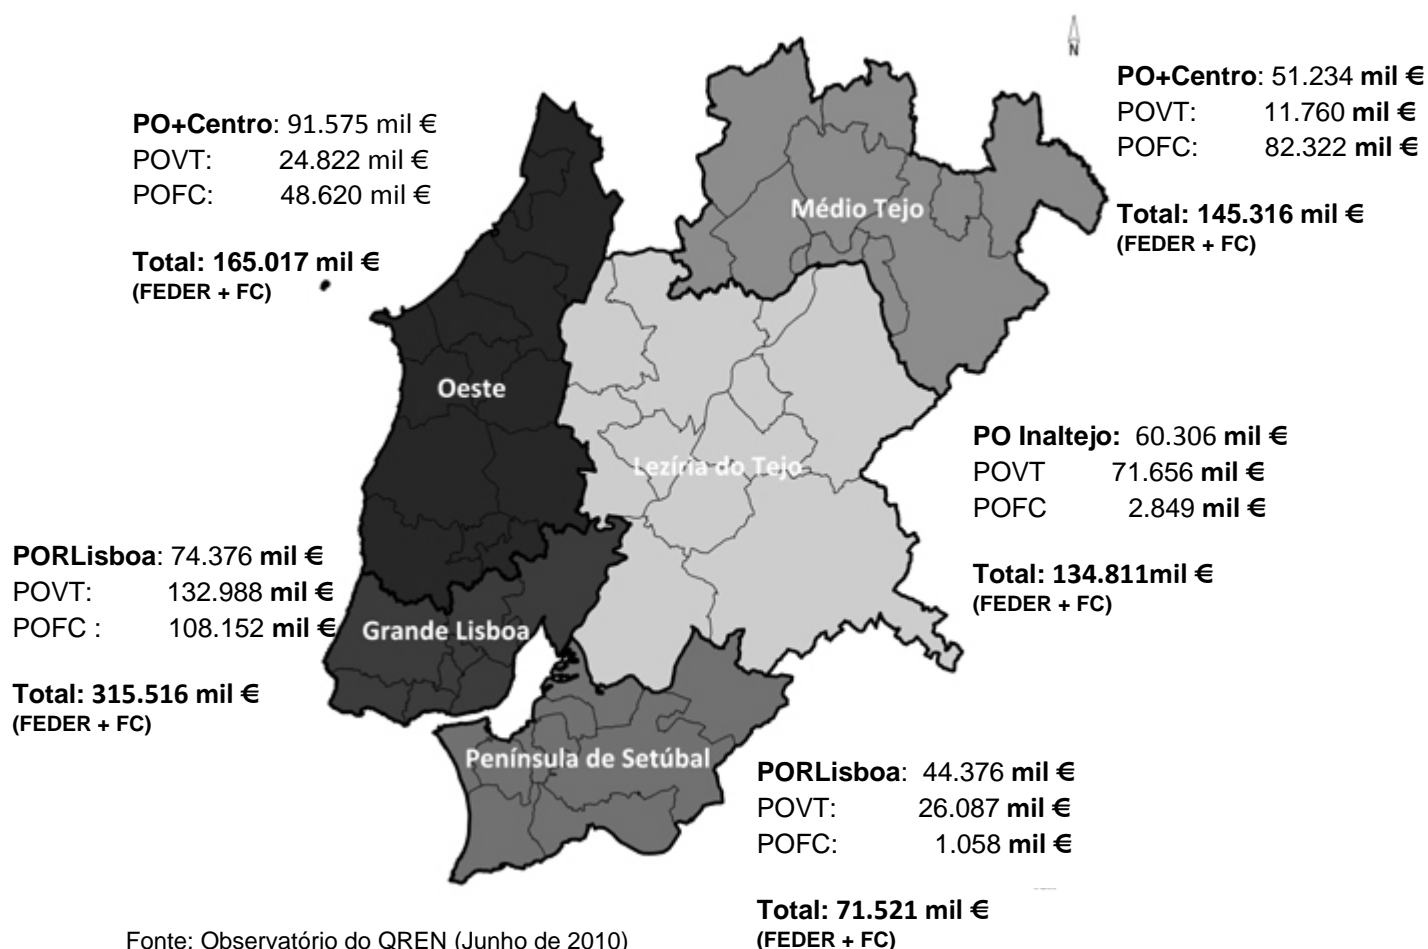 N
PO+Centro: 51.234 mil €
POVT: 11.760 mil €
POFC: 82.322 mil €
Total: 145.316 mil €
(FEDER + FC)
PO+Centro: 91.575 mil €
POVT: 24.822 mil €
POFC: 48.620 mil €
Total: 165.017 mil €
(FEDER + FC)
Médio Tejo
Oeste
Lezíria do Tejo
PO Inaltejo: 60.306 mil €
POVT 71.656 mil €
POFC 2.849 mil €
Total: 134.811mil €
(FEDER + FC)
PORLisboa: 74.376 mil €
POVT: 132.988 mil €
POFC : 108.152 mil €
Total: 315.516 mil €
(FEDER + FC)
Grande Lisboa
Península de Setúbal
PORLisboa: 44.376 mil €
POVT: 26.087 mil €
POFC: 1.058 mil €
Total: 71.521 mil €
(FEDER + FC)
Fonte: Observatório do QREN (Junho de 2010)